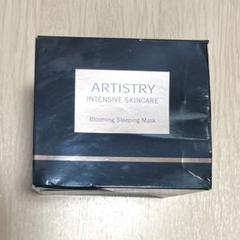 ARTISTRY
INTENSIVE SKINCARE
Blooming Sleeping Mask